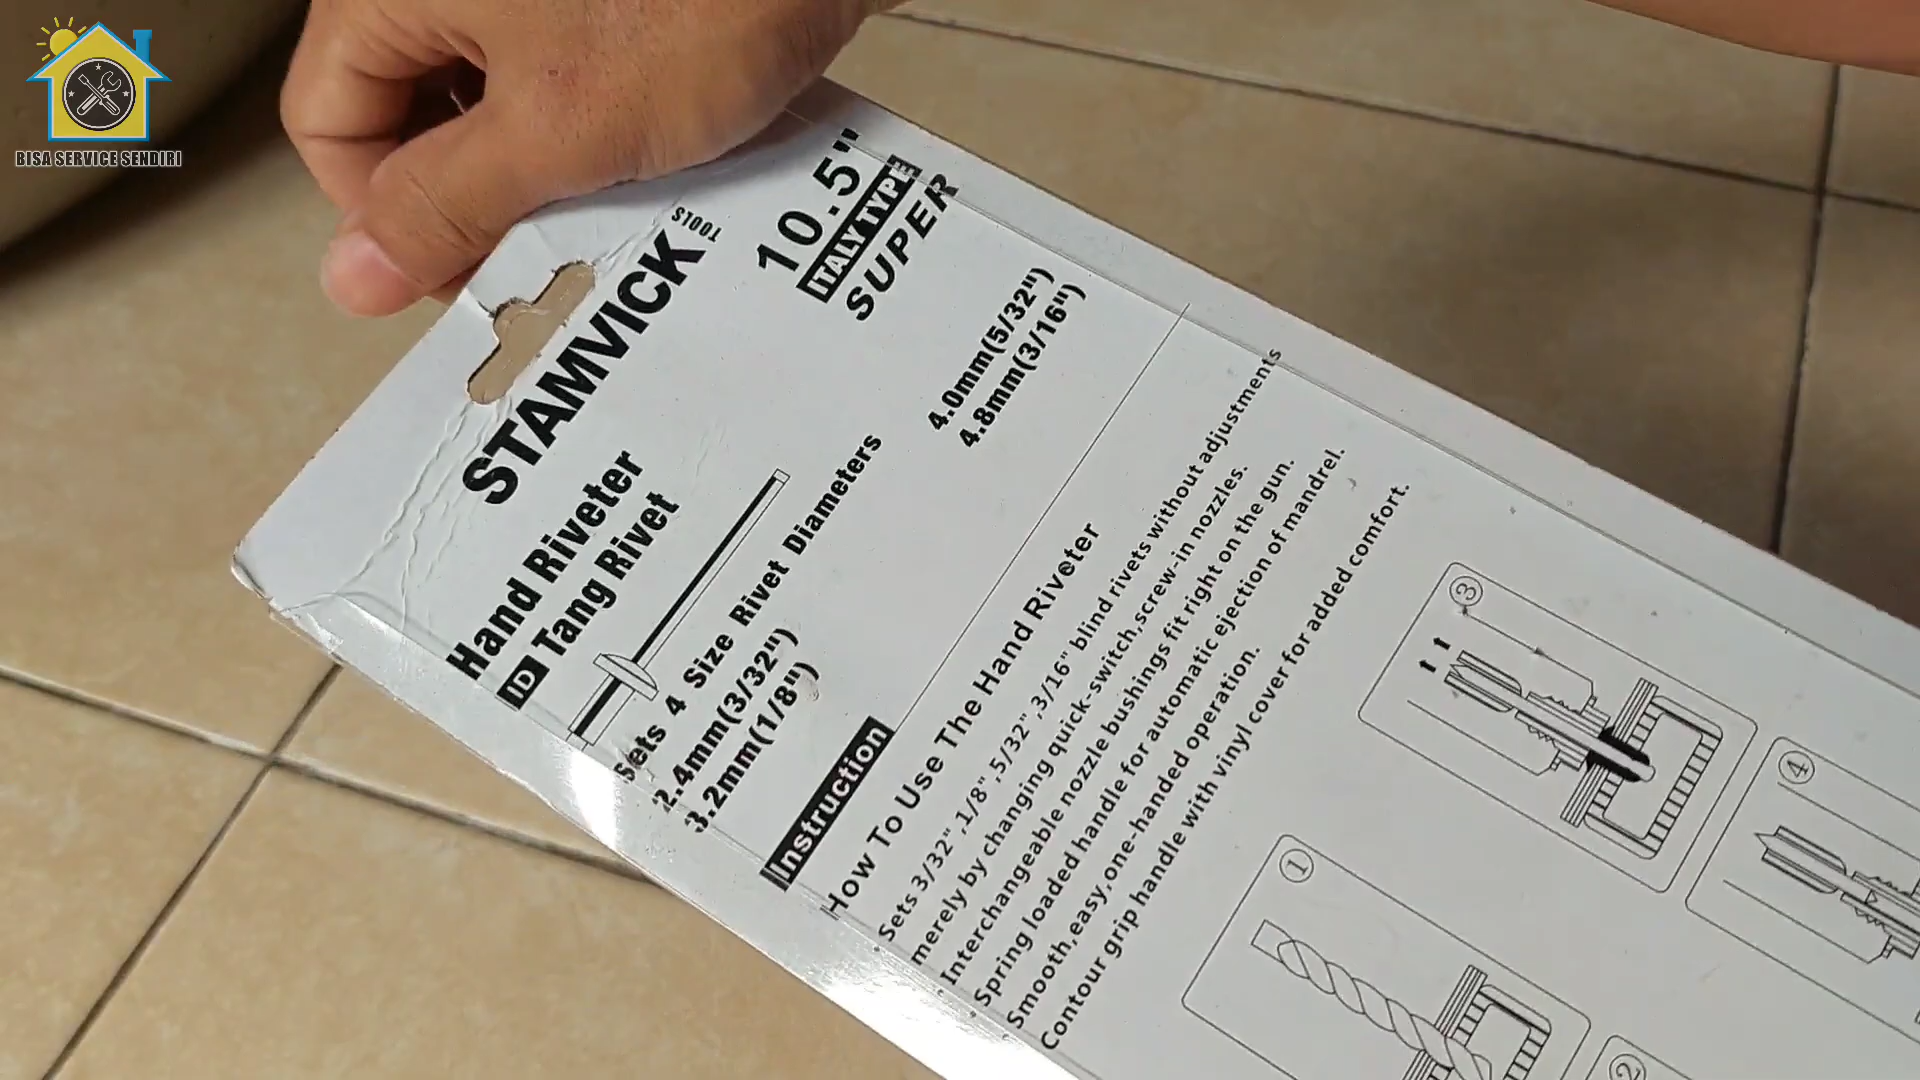 BISA SERVICE SENDIRI
STAMVICK
TOOLS
10.5"
ITALY TYPE
SUPER
Hand Riveter
ID Tang Rivet
Sets 4 Size Rivet Diameters
2.4mm(3/32")
3.2mm(1/8")
4.0mm(5/32")
4.8mm(3/16")
Instruction
How To Use The Hand Riveter
Sets 3/32",1/8",5/32",3/16" blind rivets without adjustments
merely by changing quick-switch,screw-in nozzles.
Interchangeable nozzle bushings fit right on the gun.
Spring loaded handle for automatic ejection of mandrel.
Smooth,easy,one-handed operation.
Contour grip handle with vinyl cover for added comfort.
1
2
3
4